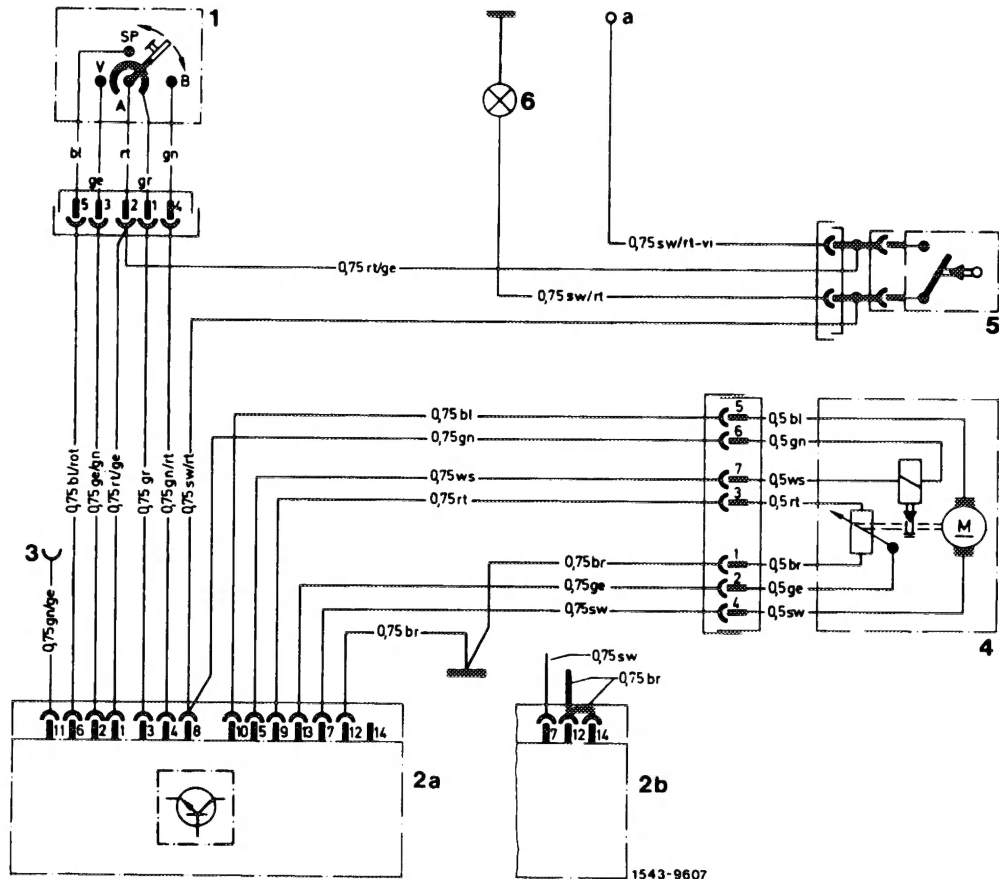 1
a
SP
V
B
A
6
bl
rt
gn
ge
gr
5 3 2 1 4
0,75 sw/rt-vi
0,75 rt/ge
0,75 sw/rt
5
0,75 bl/rot
0,75 ge/gn
0,75 rt/ge
0,75 gr
0,75 gn/rt
0,75 sw/rt
0,75 bl
5
0,5 bl
0,75 gn
6
0,5 gn
0,75 ws
7
0,5 ws
0,75 rt
3
0,5 rt
M
3
0,75 gn/ge
0,75 br
1
0,5 br
0,75 ge
2
0,5 ge
0,75 sw
4
0,5 sw
4
0,75 br
0,75 sw
0,75 br
11 6 2 1 3 4 8 10 5 9 13 7 12 14
7 12 14
2a
2b
1543-9607